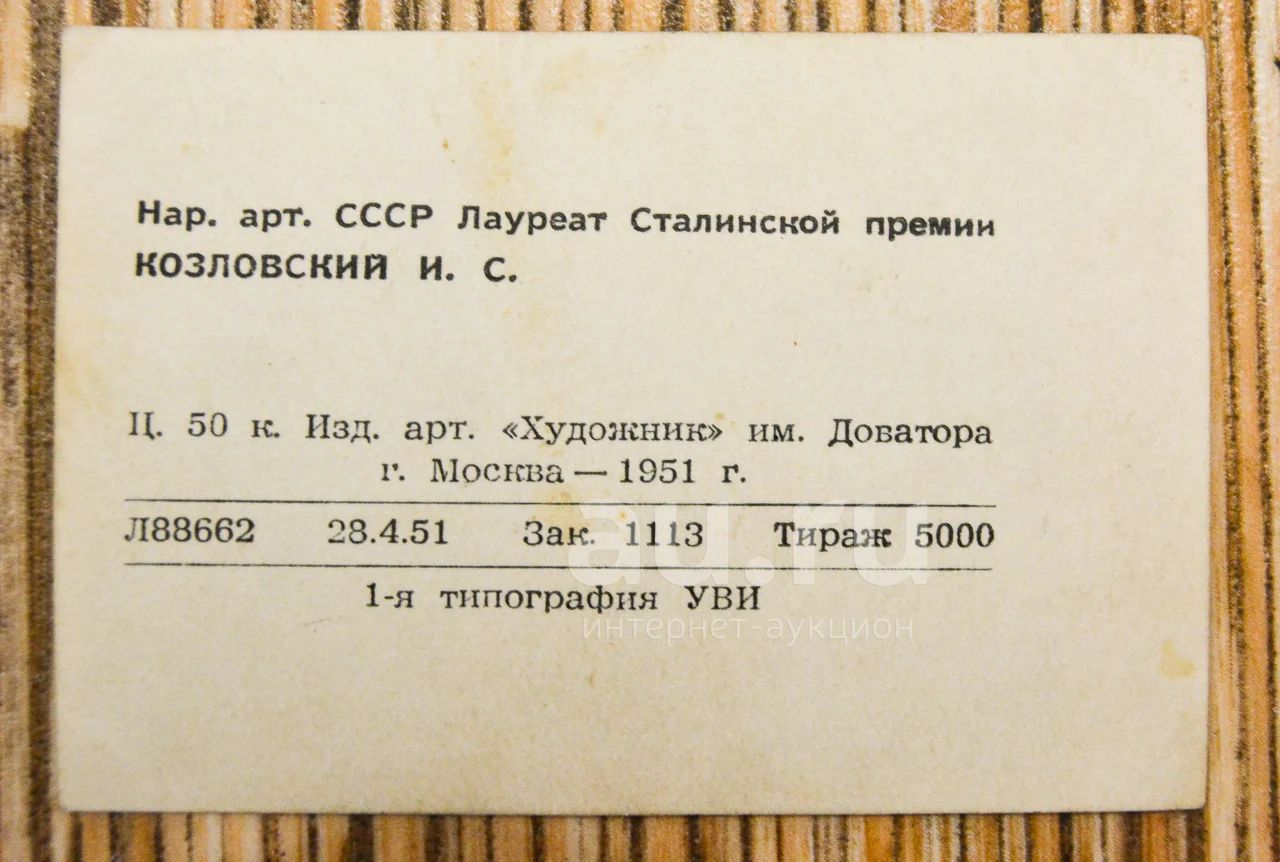 Нар. арт. СССР Лауреат Сталинской премии
КОЗЛОВСКИЙ И. С.
Ц. 50 к. Изд. арт. «Художник» им. Доватора
г. Москва — 1951 г.
Л88662 28.4.51 Зак. 1113 Тираж 5000
1-я типография УВИ
au.ru
интернет-аукцион